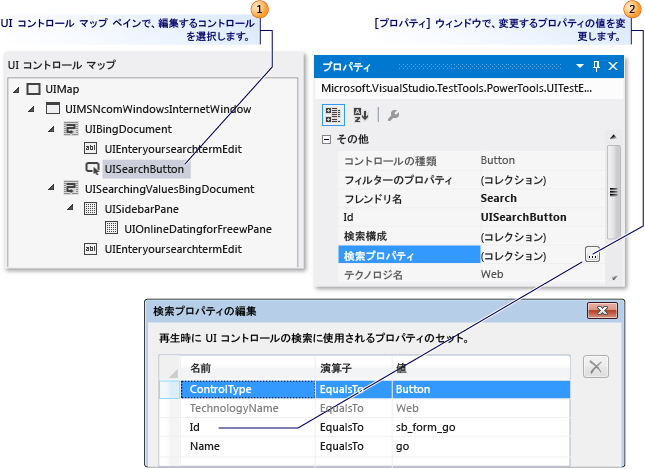 1
UI コントロール マップ ペインで、編集するコントロール
を選択します。
2
[プロパティ] ウィンドウで、変更するプロパティの値を変
更します。
UI コントロール マップ
UIMap
UIMSNcomWindowsInternetWindow
UIBingDocument
abl UIEnteryoursearchtermEdit
UISearchButton
UISearchingValuesBingDocument
UISidebarPane
UIOnlineDatingforFreewPane
abl UIEnteryoursearchtermEdit
プロパティ
Microsoft.VisualStudio.TestTools.PowerTools.UITestE...
その他
コントロールの種類 Button
フィルターのプロパティ (コレクション)
フレンドリ名 Search
Id UISearchButton
検索構成 (コレクション)
検索プロパティ (コレクション) ...
テクノロジ名 Web
検索プロパティの編集
再生時に UI コントロールの検索に使用されるプロパティのセット。
名前 演算子 値
ControlType EqualsTo Button
TechnologyName EqualsTo Web
Id EqualsTo sb_form_go
Name EqualsTo go